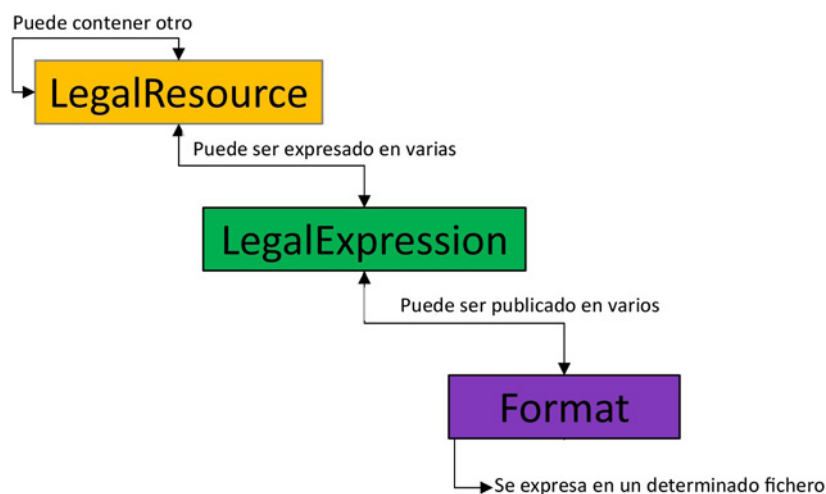 Puede contener otro
LegalResource
Puede ser expresado en varias
LegalExpression
Puede ser publicado en varios
Format
Se expresa en un determinado fichero